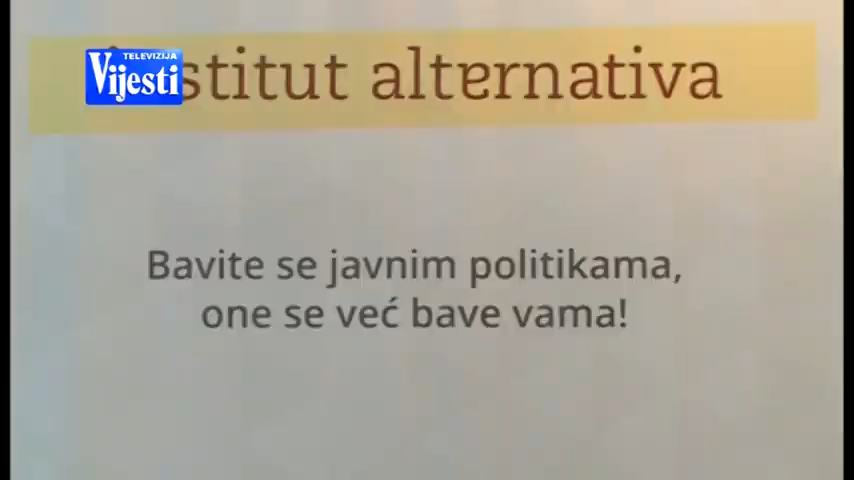 TELEVIZIJA
Vijesti
stitut alternativa
Bavite se javnim politikama,
one se već bave vama!